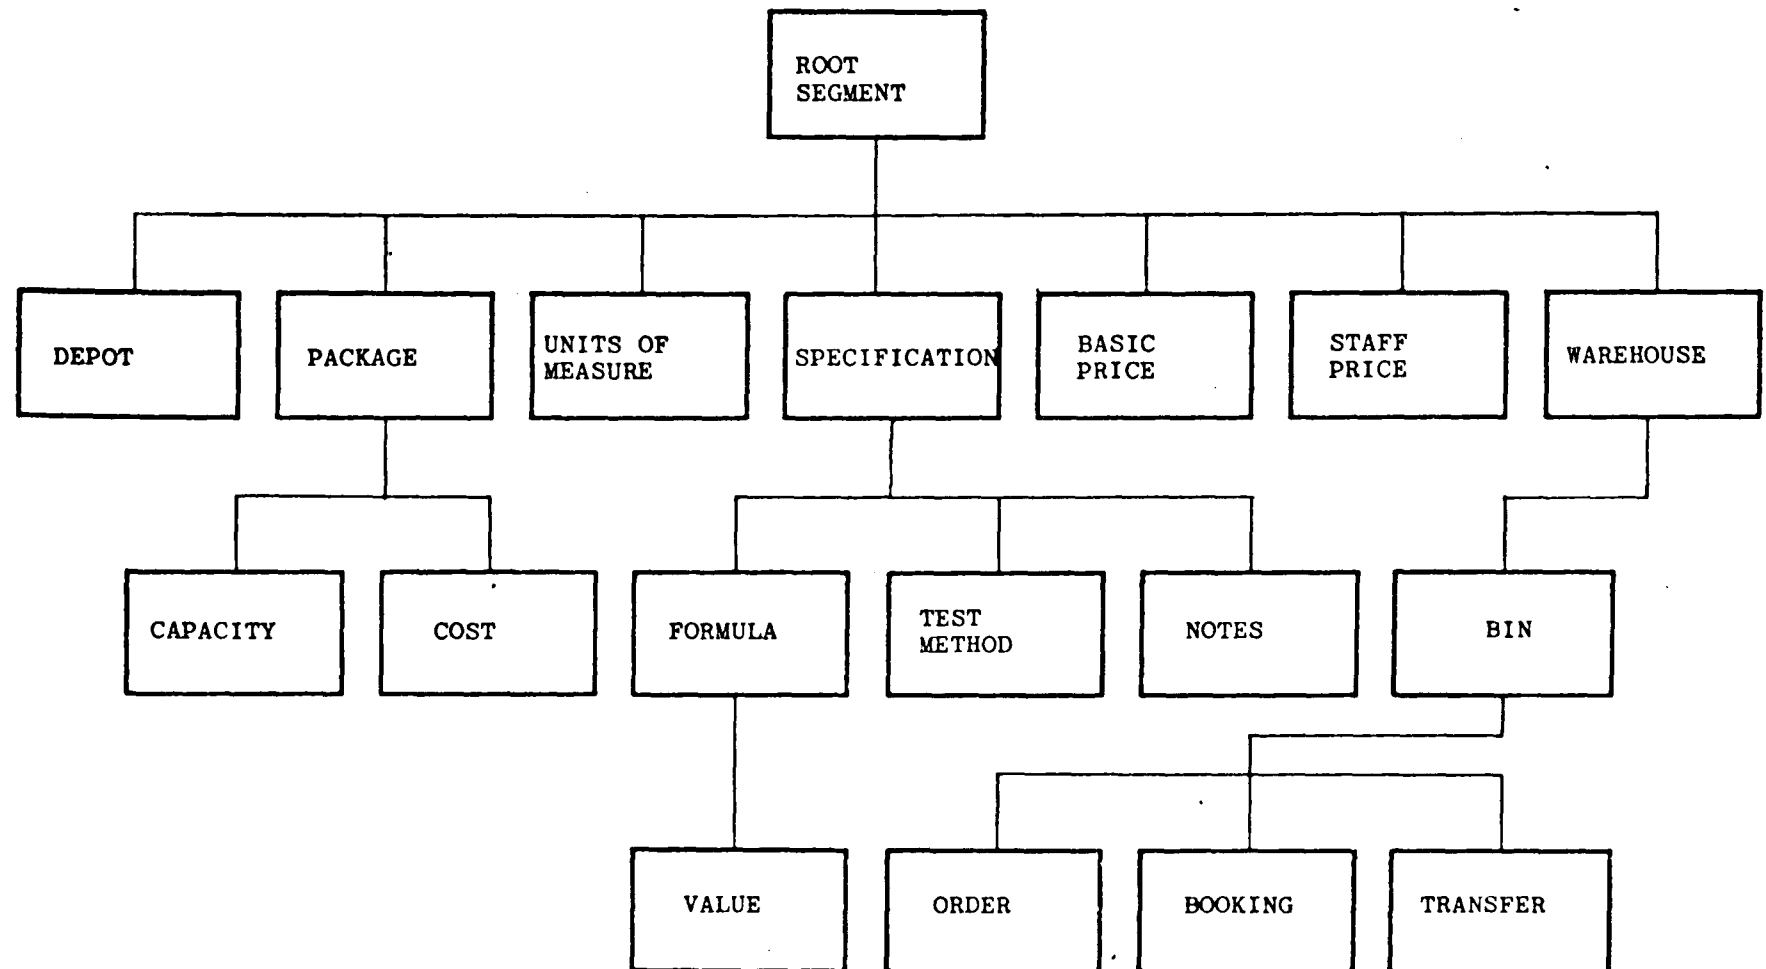 ROOT
SEGMENT
DEPOT
PACKAGE
UNITS OF
MEASURE
SPECIFICATION
BASIC
PRICE
STAFF
PRICE
WAREHOUSE
CAPACITY
COST
FORMULA
TEST
METHOD
NOTES
BIN
VALUE
ORDER
BOOKING
TRANSFER